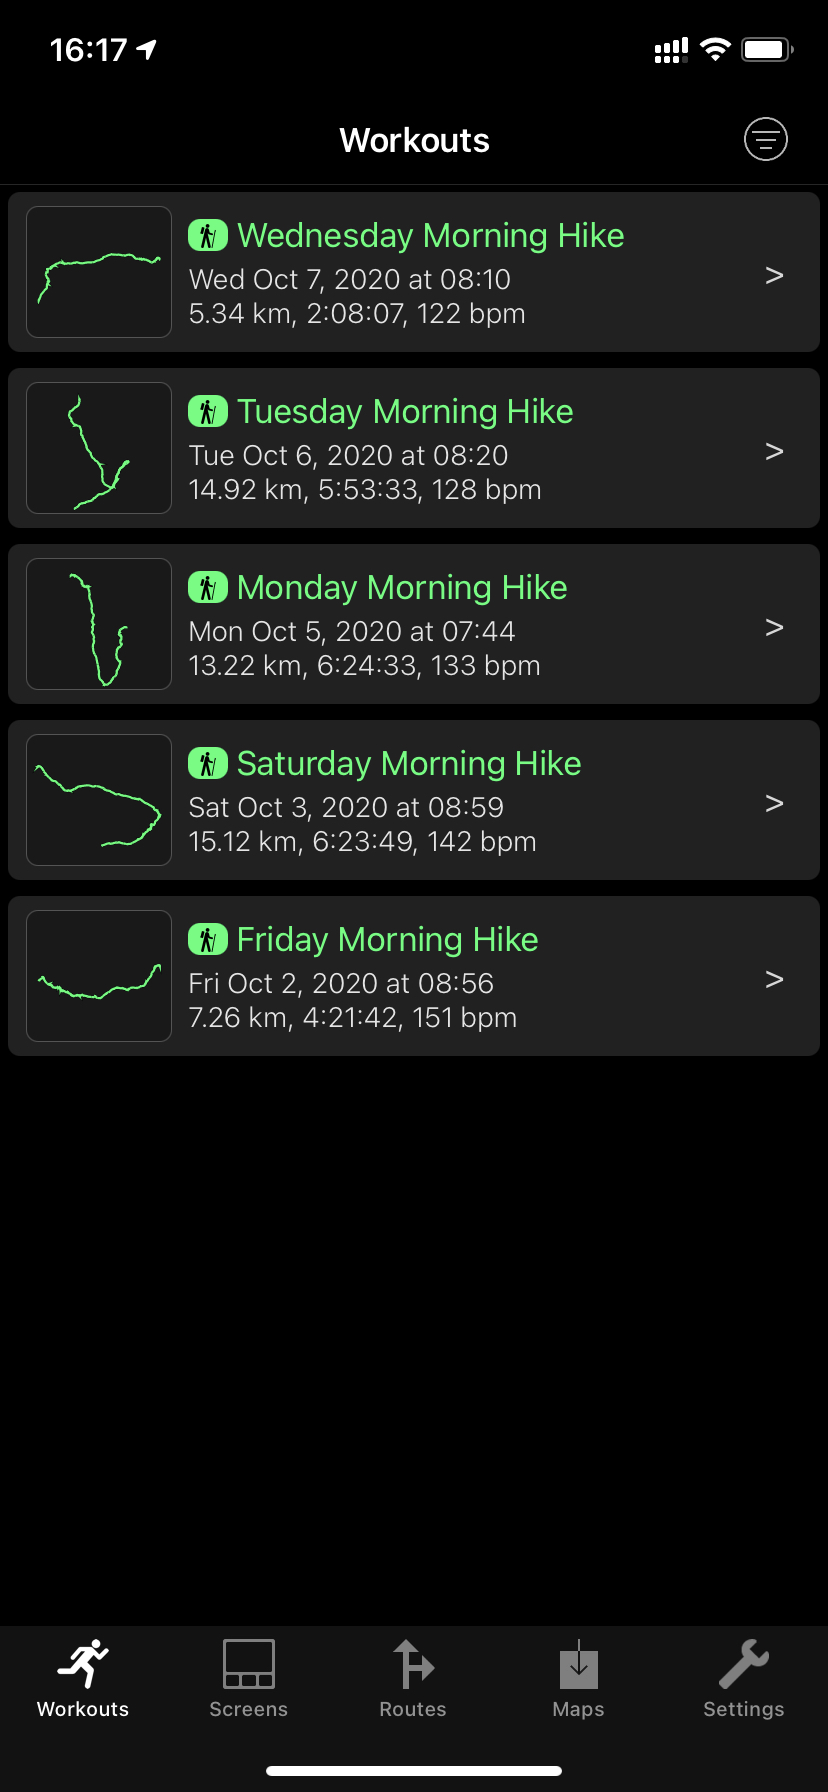 16:17
Workouts
Wednesday Morning Hike
Wed Oct 7, 2020 at 08:10
5.34 km, 2:08:07, 122 bpm
>
Tuesday Morning Hike
Tue Oct 6, 2020 at 08:20
14.92 km, 5:53:33, 128 bpm
>
Monday Morning Hike
Mon Oct 5, 2020 at 07:44
13.22 km, 6:24:33, 133 bpm
>
Saturday Morning Hike
Sat Oct 3, 2020 at 08:59
15.12 km, 6:23:49, 142 bpm
>
Friday Morning Hike
Fri Oct 2, 2020 at 08:56
7.26 km, 4:21:42, 151 bpm
>
Workouts Screens Routes Maps Settings